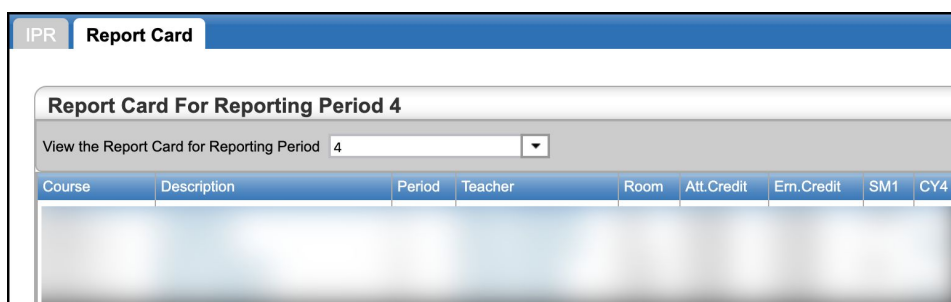 IPR Report Card
Report Card For Reporting Period 4
View the Report Card for Reporting Period 4
Course Description Period Teacher Room Att.Credit Ern.Credit SM1 CY4